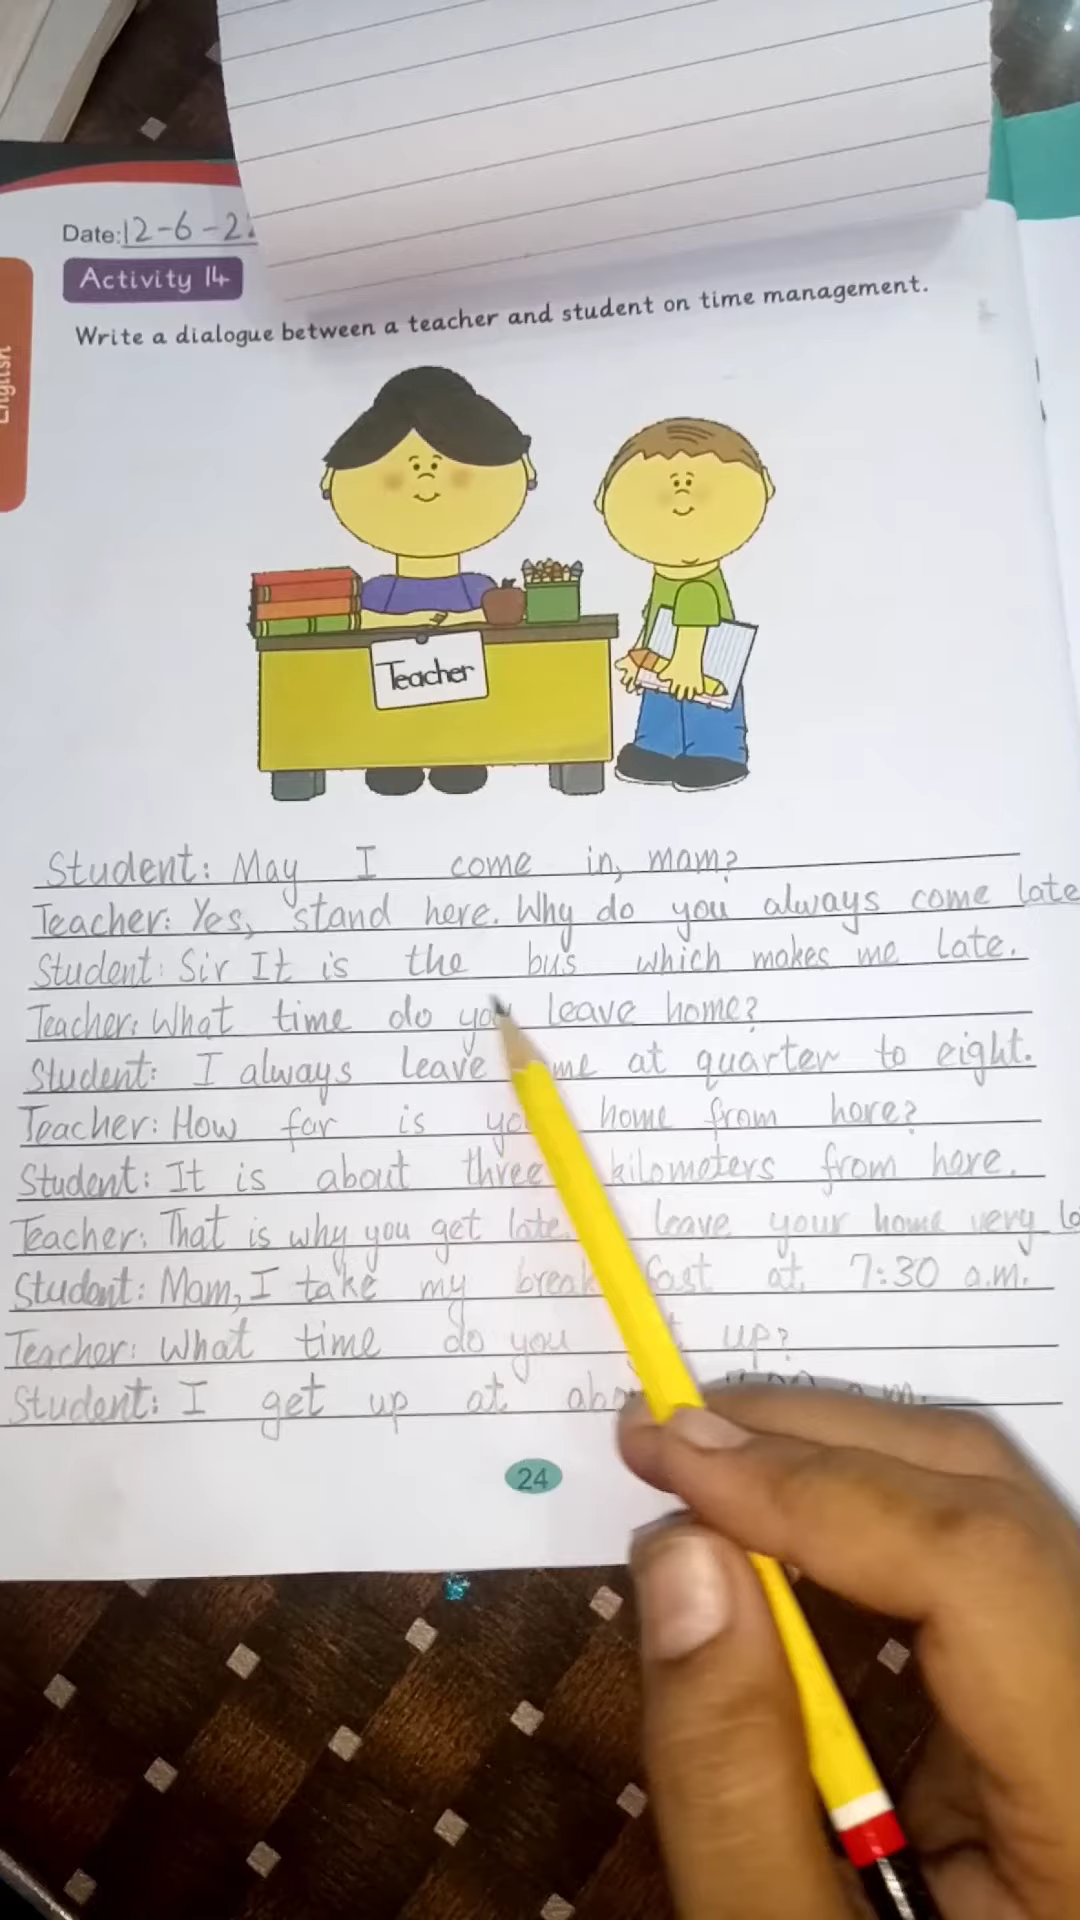 Date: 12-6-2
Activity 14
English
Write a dialogue between a teacher and student on time management.
Teacher
Student: May I come in, mam?
Teacher: Yes, stand here. Why do you always come late
Student: Sir It is the bus which makes me late.
Teacher: What time do you leave home?
Student: I always leave me at quarter to eight.
Teacher: How far is home from here?
Student: It is about three kilometers from here.
Teacher: That is why you get late. leave your home very
Student: Mam, I take my breakfast at 7:30 a.m.
Teacher: What time do you up?
Student: I get up at a.m.
24